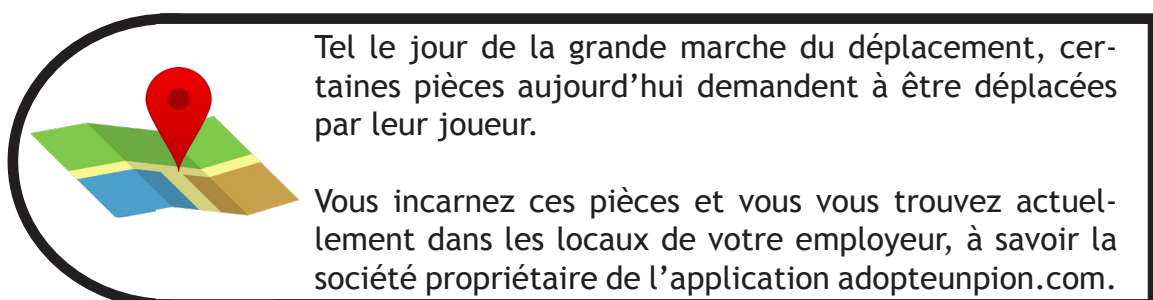 Tel le jour de la grande marche du déplacement, cer-
taines pièces aujourd’hui demandent à être déplacées
par leur joueur.
Vous incarnez ces pièces et vous vous trouvez actuel-
lement dans les locaux de votre employeur, à savoir la
société propriétaire de l’application adopteunpion.com.